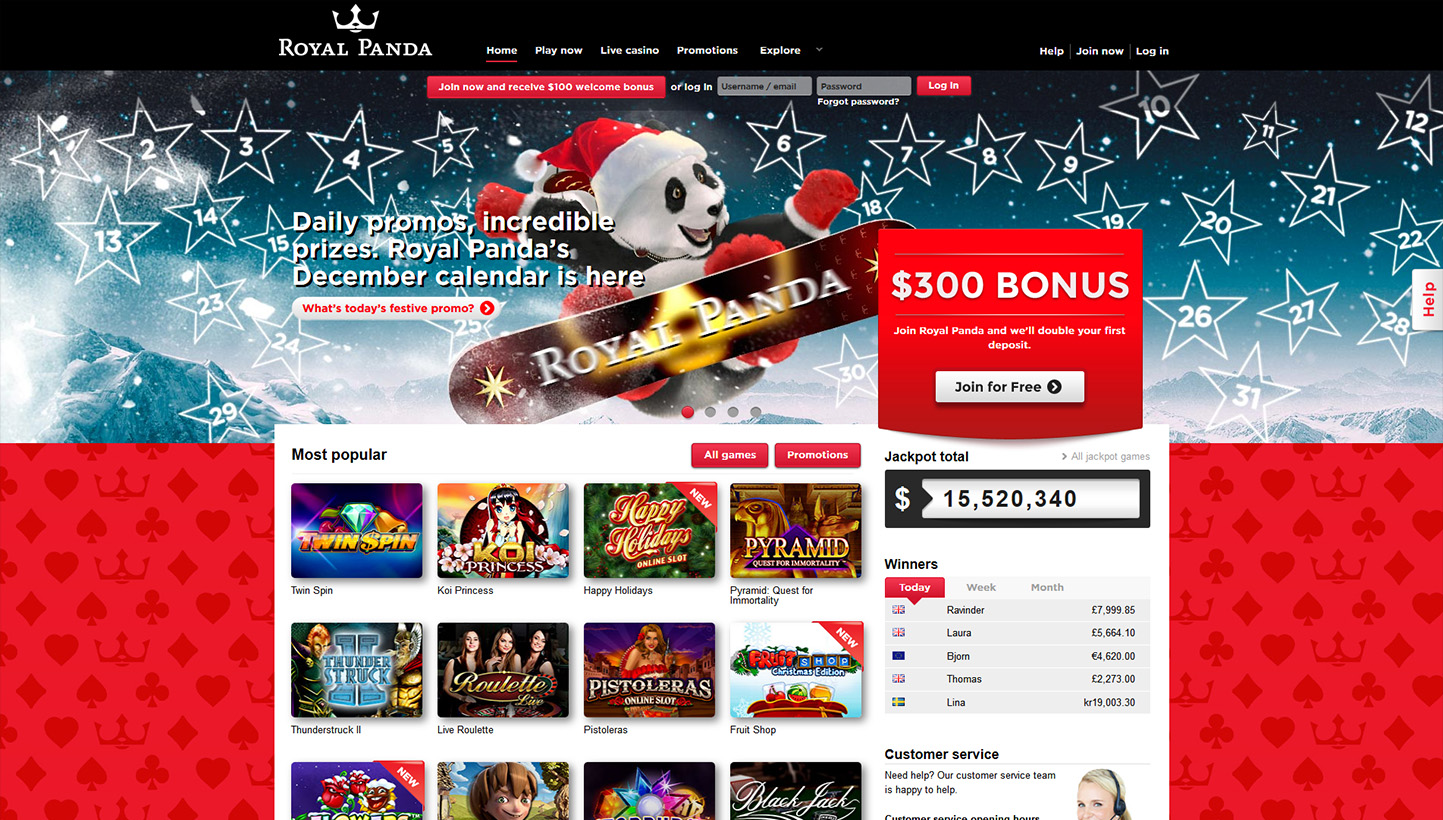 ROYAL PANDA
Home
Play now
Live casino
Promotions
Explore
Help
Join now
Log in
Join now and receive $100 welcome bonus
or log in
Username / email
Password
Log In
Forgot password?
1
2
3
4
5
6
7
8
9
10
11
12
13
14
15
18
19
20
21
22
23
24
25
26
27
28
29
30
31
Daily promos, incredible
prizes. Royal Panda's
December calendar is here
What's today's festive promo?
ROYAL PANDA
$300 BONUS
Join Royal Panda and we'll double your first
deposit.
Join for Free
Help
Most popular
All games
Promotions
TWIN SPIN
KOI
PRINCESS
Happy
Holidays
ONLINE SLOT
NEW
PYRAMID
QUEST FOR IMMORTALITY
Twin Spin
Koi Princess
Happy Holidays
Pyramid: Quest for
Immortality
THUNDER
STRUCK
II
Roulette
Live
PISTOLERAS
ONLINE SLOT
FRUIT SHOP
Christmas Edition
NEW
Thunderstruck II
Live Roulette
Pistoleras
Fruit Shop
NEW
Black Jack
Jackpot total
All jackpot games
$ 15,520,340
Winners
Today
Week
Month
Ravinder £7,999.85
Laura £5,664.10
Bjorn €4,620.00
Thomas £2,273.00
Lina kr19,003.30
Customer service
Need help? Our customer service team
is happy to help.
Customer service opening hours